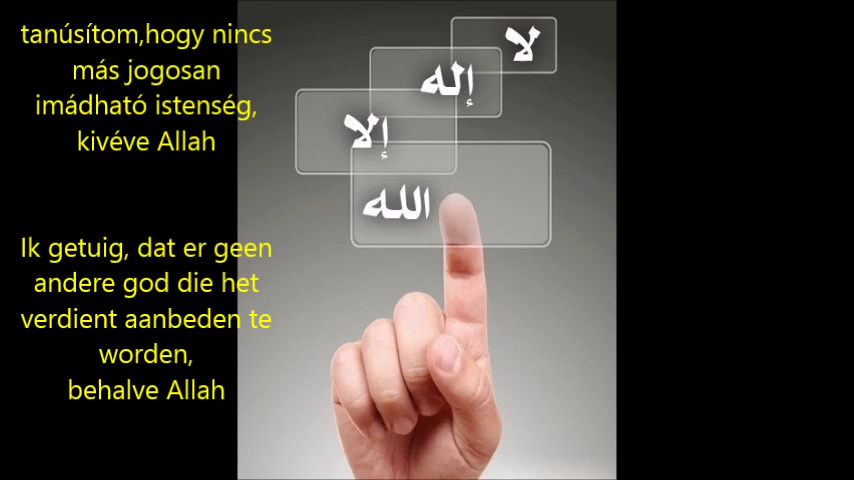 tanúsítom,hogy nincs
más jogosan
imádható istenség,
kivéve Allah
Ik getuig, dat er geen
andere god die het
verdient aanbeden te
worden,
behalve Allah
لا
إله
إلا
الله